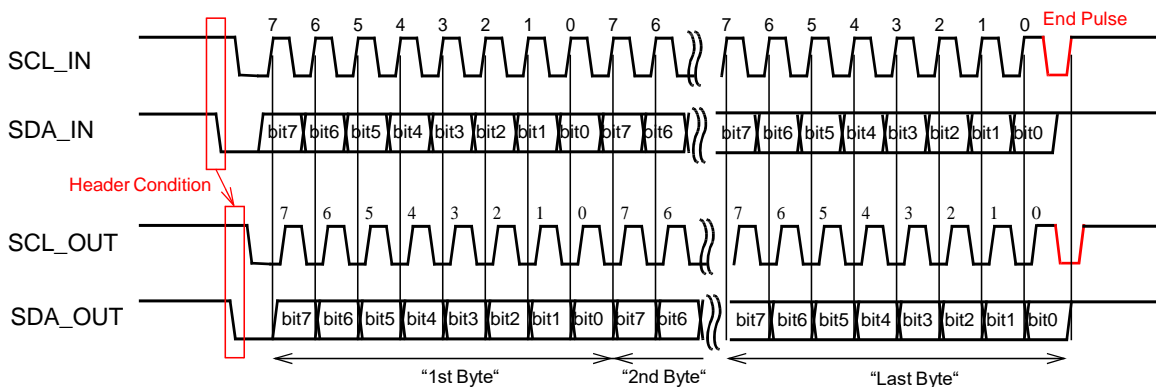 7 6 5 4 3 2 1 0 7 6 7 6 5 4 3 2 1 0 End Pulse
SCL_IN
SDA_IN bit7 bit6 bit5 bit4 bit3 bit2 bit1 bit0 bit7 bit6 bit7 bit6 bit5 bit4 bit3 bit2 bit1 bit0
Header Condition
7 6 5 4 3 2 1 0 7 6 7 6 5 4 3 2 1 0
SCL_OUT
SDA_OUT bit7 bit6 bit5 bit4 bit3 bit2 bit1 bit0 bit7 bit6 bit7 bit6 bit5 bit4 bit3 bit2 bit1 bit0
“1st Byte“ “2nd Byte“ “Last Byte“